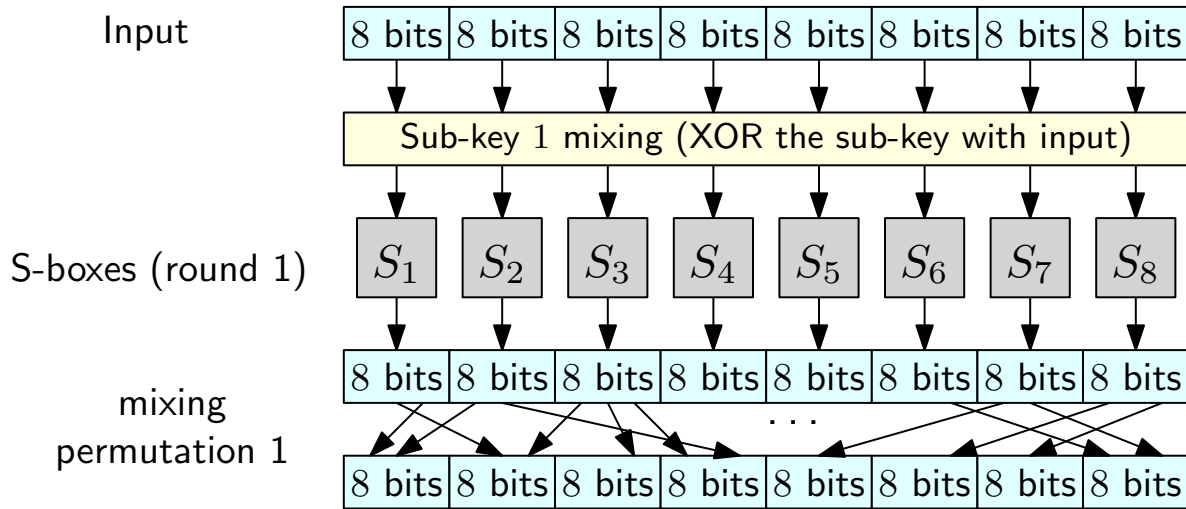 Input
8 bits 8 bits 8 bits 8 bits 8 bits 8 bits 8 bits 8 bits
Sub-key 1 mixing (XOR the sub-key with input)
S-boxes (round 1)
S₁ S₂ S₃ S₄ S₅ S₆ S₇ S₈
8 bits 8 bits 8 bits 8 bits 8 bits 8 bits 8 bits 8 bits
mixing
permutation 1
...
8 bits 8 bits 8 bits 8 bits 8 bits 8 bits 8 bits 8 bits